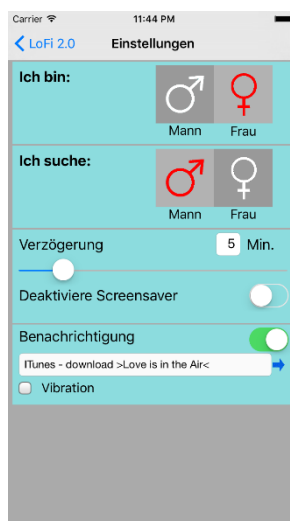 Carrier 11:44 PM
LoFi 2.0 Einstellungen
Ich bin:
Mann Frau
Ich suche:
Mann Frau
Verzögerung 5 Min.
Deaktiviere Screensaver
Benachrichtigung
ITunes - download >Love is in the Air<
Vibration